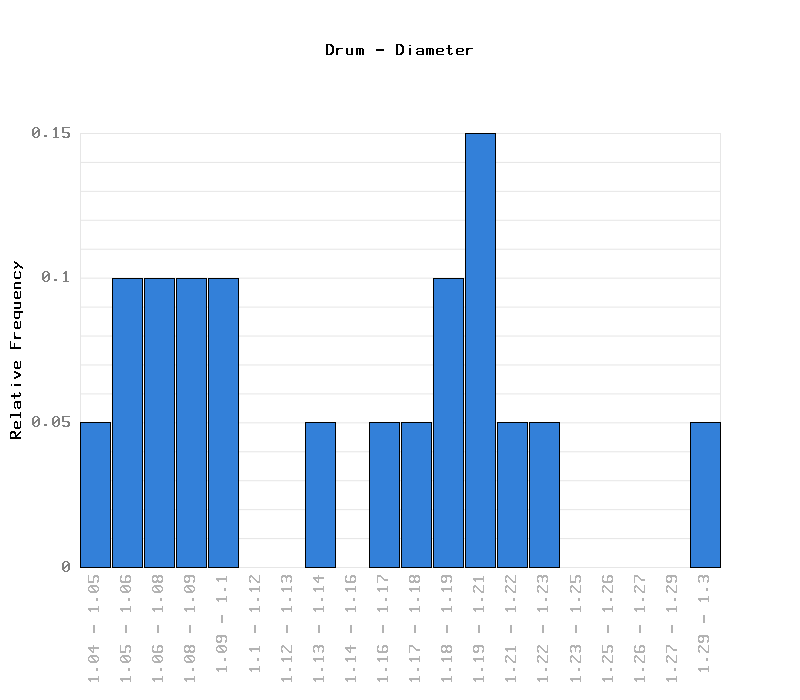 Drum - Diameter
Relative Frequency
0.15
0.1
0.05
0
1.04 - 1.05
1.05 - 1.06
1.06 - 1.08
1.08 - 1.09
1.09 - 1.1
1.1 - 1.12
1.12 - 1.13
1.13 - 1.14
1.14 - 1.16
1.16 - 1.17
1.17 - 1.18
1.18 - 1.19
1.19 - 1.21
1.21 - 1.22
1.22 - 1.23
1.23 - 1.25
1.25 - 1.26
1.26 - 1.27
1.27 - 1.29
1.29 - 1.3